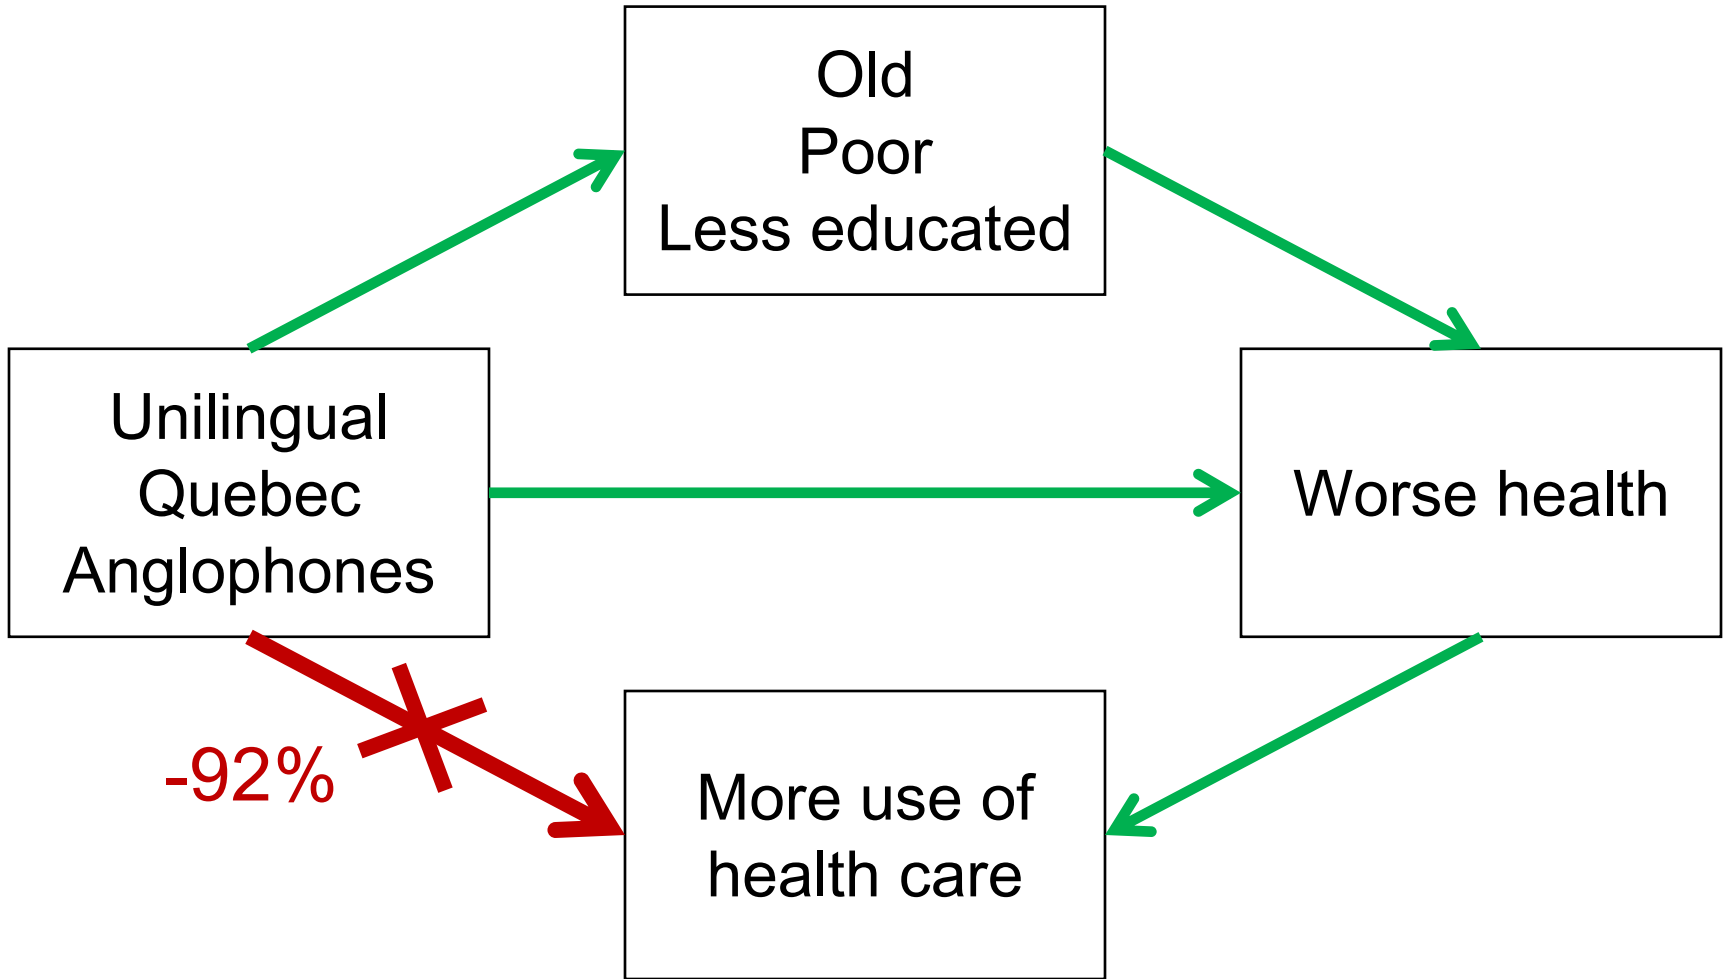 Old
Poor
Less educated
Unilingual
Quebec
Anglophones
Worse health
-92%
More use of
health care